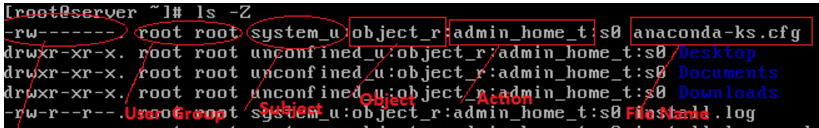 [root@server ~]# ls -Z
-rw-------. root root system_u:object_r:admin_home_t:s0 anaconda-ks.cfg
drwxr-xr-x. root root unconfined_u:object_r:admin_home_t:s0 Desktop
drwxr-xr-x. root root unconfined_u:object_r:admin_home_t:s0 Documents
drwxr-xr-x. root root unconfined_u:object_r:admin_home_t:s0 Downloads
User Group Subject Object Action File Name
-rw-r--r--. root root system_u:object_r:admin_home_t:s0 install.log